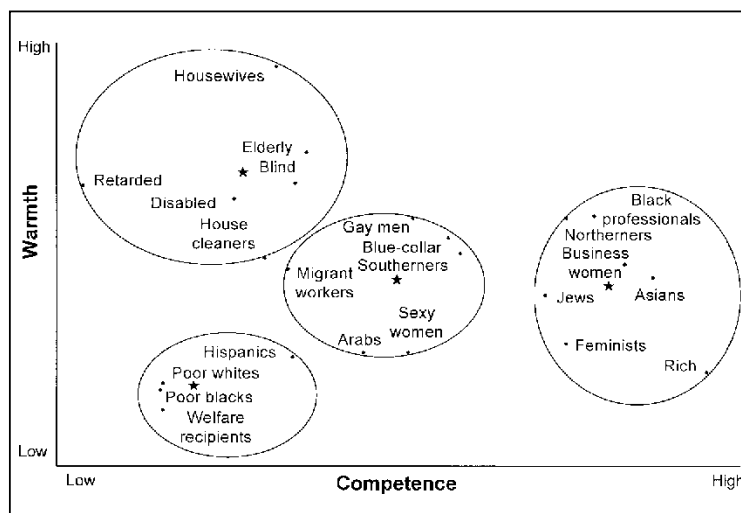 High
Housewives
Elderly
Blind
Retarded
Disabled
House
cleaners
Warmth
Gay men
Blue-collar
Southerners
Migrant
workers
Sexy
women
Arabs
Black
professionals
Northerners
Business
women
Jews
Asians
Feminists
Rich
Hispanics
Poor whites
Poor blacks
Welfare
recipients
Low
Low
Competence
High